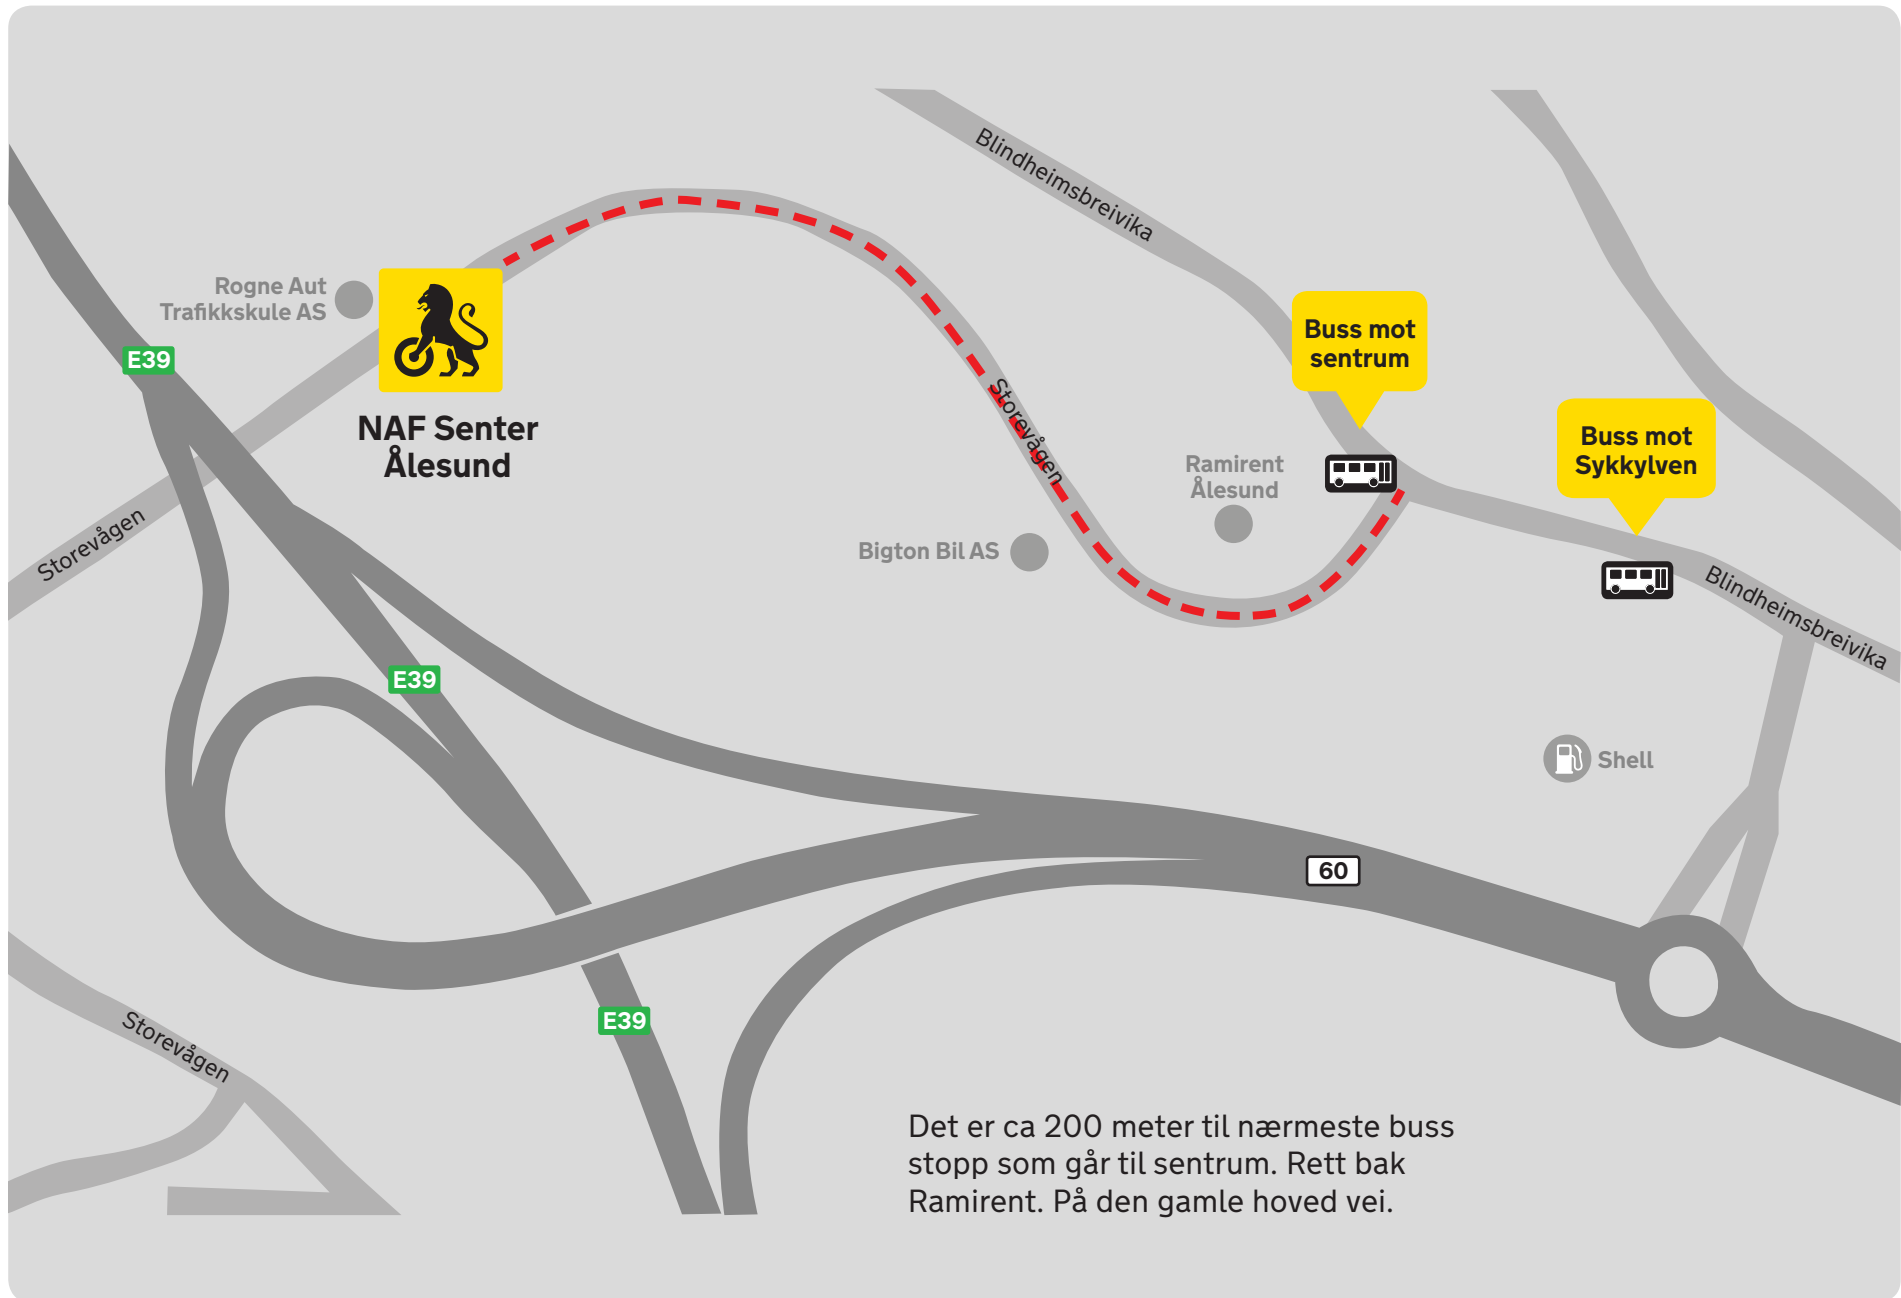 Blindheimsbreivika
Rogne Aut
Trafikkskule AS
E39
NAF Senter
Ålesund
Storevågen
Buss mot
sentrum
Buss mot
Sykkylven
Storevågen
Ramirent
Ålesund
Bigton Bil AS
Blindheimsbreivika
E39
Shell
60
E39
Storevågen
Det er ca 200 meter til nærmeste buss
stopp som går til sentrum. Rett bak
Ramirent. På den gamle hoved vei.